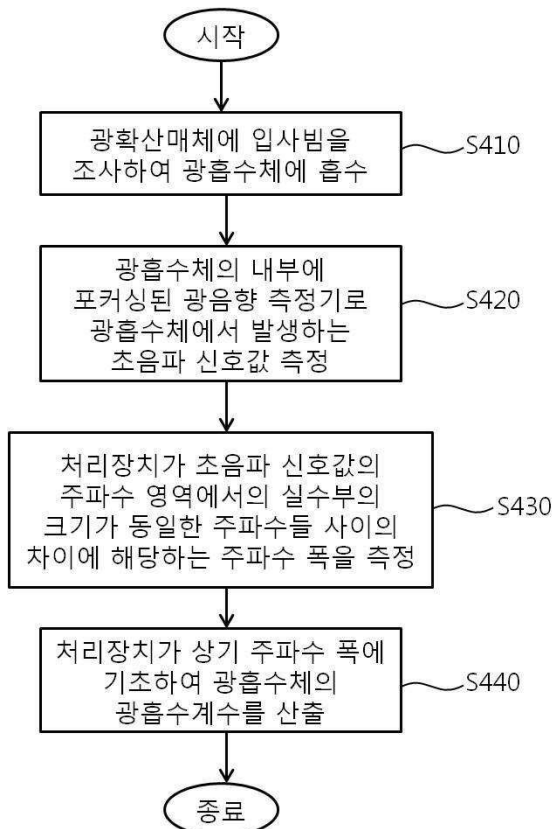 시작
광확산매체에 입사빔을
조사하여 광흡수체에 흡수
S410
광흡수체의 내부에
포커싱된 광음향 측정기로
광흡수체에서 발생하는
초음파 신호값 측정
S420
처리장치가 초음파 신호값의
주파수 영역에서의 실수부의
크기가 동일한 주파수들 사이의
차이에 해당하는 주파수 폭을 측정
S430
처리장치가 상기 주파수 폭에
기초하여 광흡수체의
광흡수계수를 산출
S440
종료